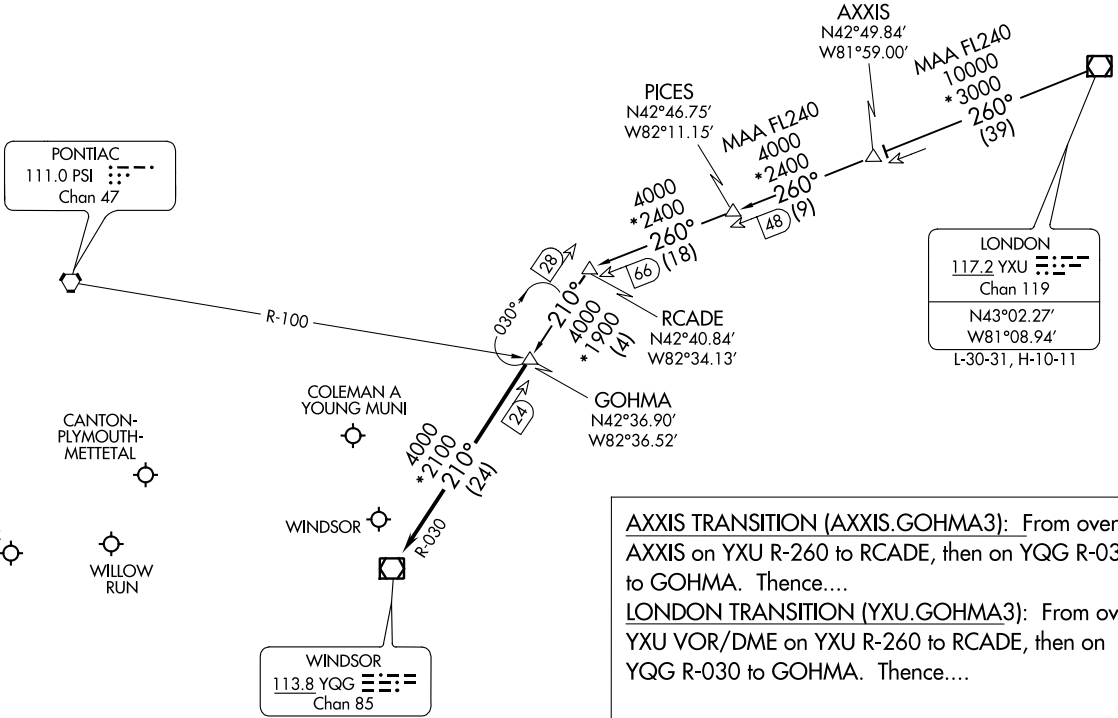 AXXIS
N42°49.84'
W81°59.00'
MAA FL240
10000
*3000
260°
(39)
PICES
N42°46.75'
W82°11.15'
MAA FL240
4000
*2400
260°
(9)
48
PONTIAC
111.0 PSI
Chan 47
4000
*2400
260°
(18)
66
28
LONDON
117.2 YXU
Chan 119
N43°02.27'
W81°08.94'
L-30-31, H-10-11
R-100
030°
210°
4000
*1900
(4)
RCADE
N42°40.84'
W82°34.13'
GOHMA
N42°36.90'
W82°36.52'
24
COLEMAN A
YOUNG MUNI
CANTON-
PLYMOUTH-
METTETAL
4000
*2100
210°
(24)
R-030
WINDSOR
WILLOW
RUN
WINDSOR
113.8 YQG
Chan 85
AXXIS TRANSITION (AXXIS.GOHMA3): From over
AXXIS on YXU R-260 to RCADE, then on YQG R-03
to GOHMA. Thence....
LONDON TRANSITION (YXU.GOHMA3): From ov
YXU VOR/DME on YXU R-260 to RCADE, then on
YQG R-030 to GOHMA. Thence....